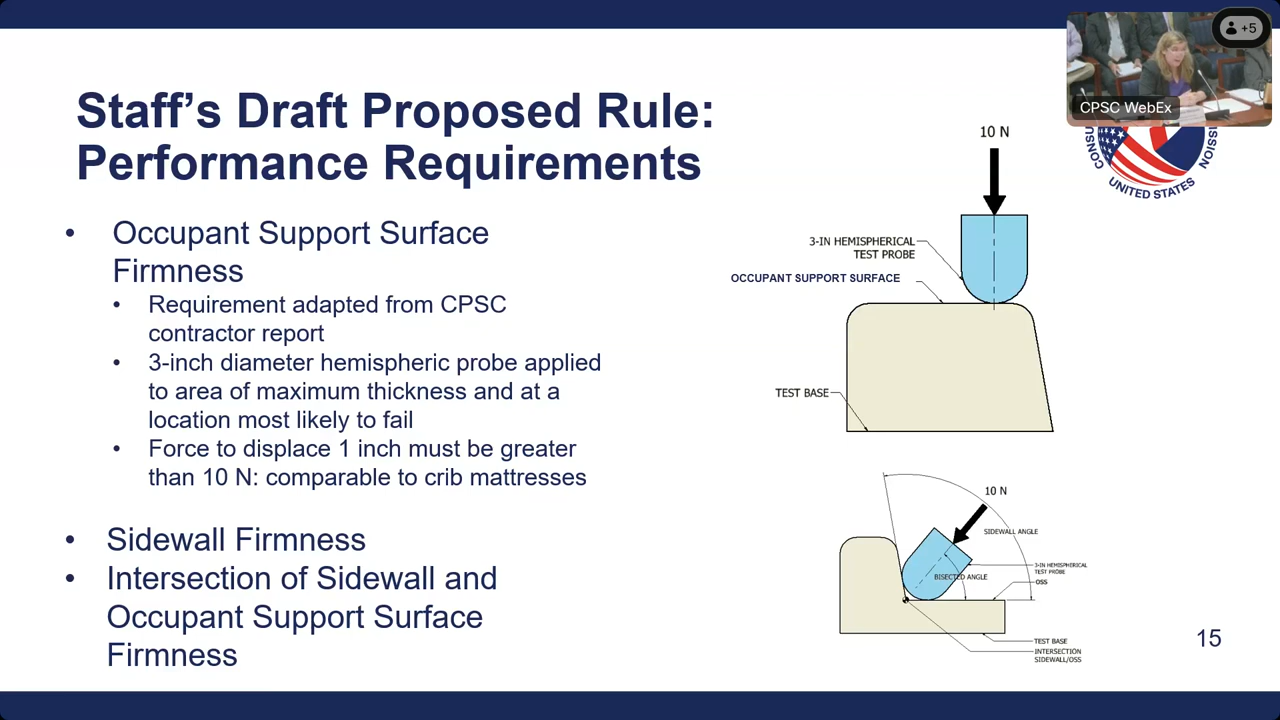 +5
CPSC WebEx
Staff's Draft Proposed Rule:
Performance Requirements
• Occupant Support Surface
Firmness
• Requirement adapted from CPSC
contractor report
• 3-inch diameter hemispheric probe applied
to area of maximum thickness and at a
location most likely to fail
• Force to displace 1 inch must be greater
than 10 N: comparable to crib mattresses
• Sidewall Firmness
• Intersection of Sidewall and
Occupant Support Surface
Firmness
10 N
3-IN HEMISPHERICAL
TEST PROBE
OCCUPANT SUPPORT SURFACE
TEST BASE
10 N
SIDEWALL ANGLE
3-IN HEMISPHERICAL
TEST PROBE
BISECTED ANGLE
OSS
TEST BASE
INTERSECTION
SIDEWALL/OSS
UNITED STATES
15